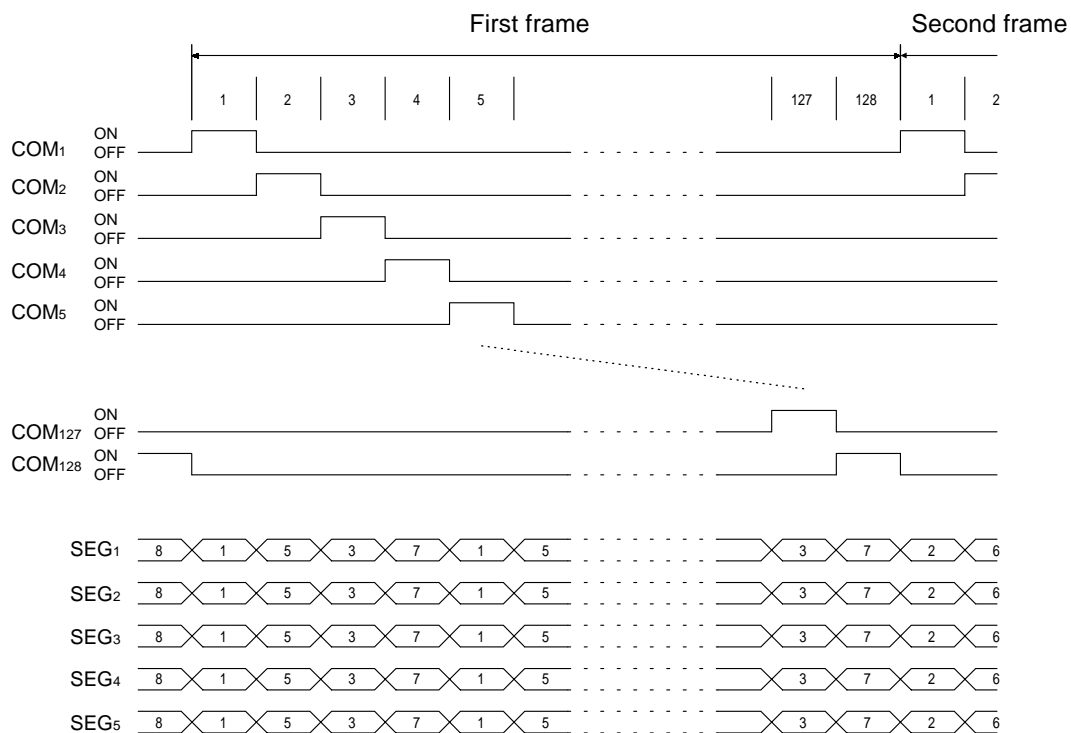 First frame Second frame
1 2 3 4 5 127 128 1 2
COM1 ON
OFF
COM2 ON
OFF
COM3 ON
OFF
COM4 ON
OFF
COM5 ON
OFF
COM127 ON
OFF
COM128 ON
OFF
SEG1 8 1 5 3 7 1 5 3 7 2 6
SEG2 8 1 5 3 7 1 5 3 7 2 6
SEG3 8 1 5 3 7 1 5 3 7 2 6
SEG4 8 1 5 3 7 1 5 3 7 2 6
SEG5 8 1 5 3 7 1 5 3 7 2 6